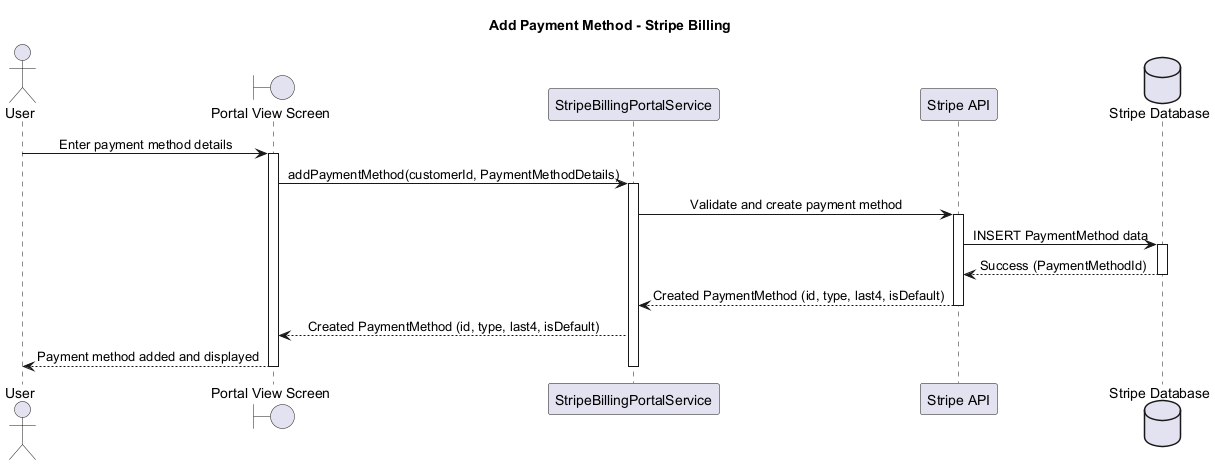 Add Payment Method - Stripe Billing
User
Portal View Screen
StripeBillingPortalService
Stripe API
Stripe Database
Enter payment method details
addPaymentMethod(customerId, PaymentMethodDetails)
Validate and create payment method
INSERT PaymentMethod data
Success (PaymentMethodId)
Created PaymentMethod (id, type, last4, isDefault)
Created PaymentMethod (id, type, last4, isDefault)
Payment method added and displayed
User
Portal View Screen
StripeBillingPortalService
Stripe API
Stripe Database